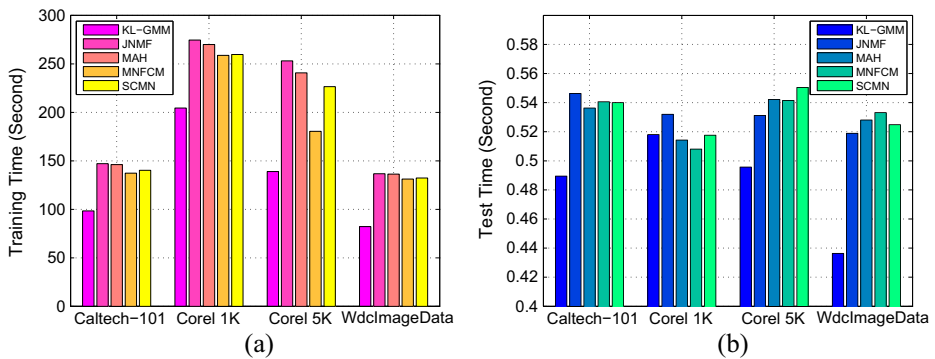 300
250
200
150
100
50
0
Training Time (Second)
KL−GMM
JNMF
MAH
MNFCM
SCMN
Caltech−101 Corel 1K Corel 5K WdcImageData
(a)
0.58
0.56
0.54
0.52
0.5
0.48
0.46
0.44
0.42
0.4
Test Time (Second)
KL−GMM
JNMF
MAH
MNFCM
SCMN
Caltech−101 Corel 1K Corel 5K WdcImageData
(b)